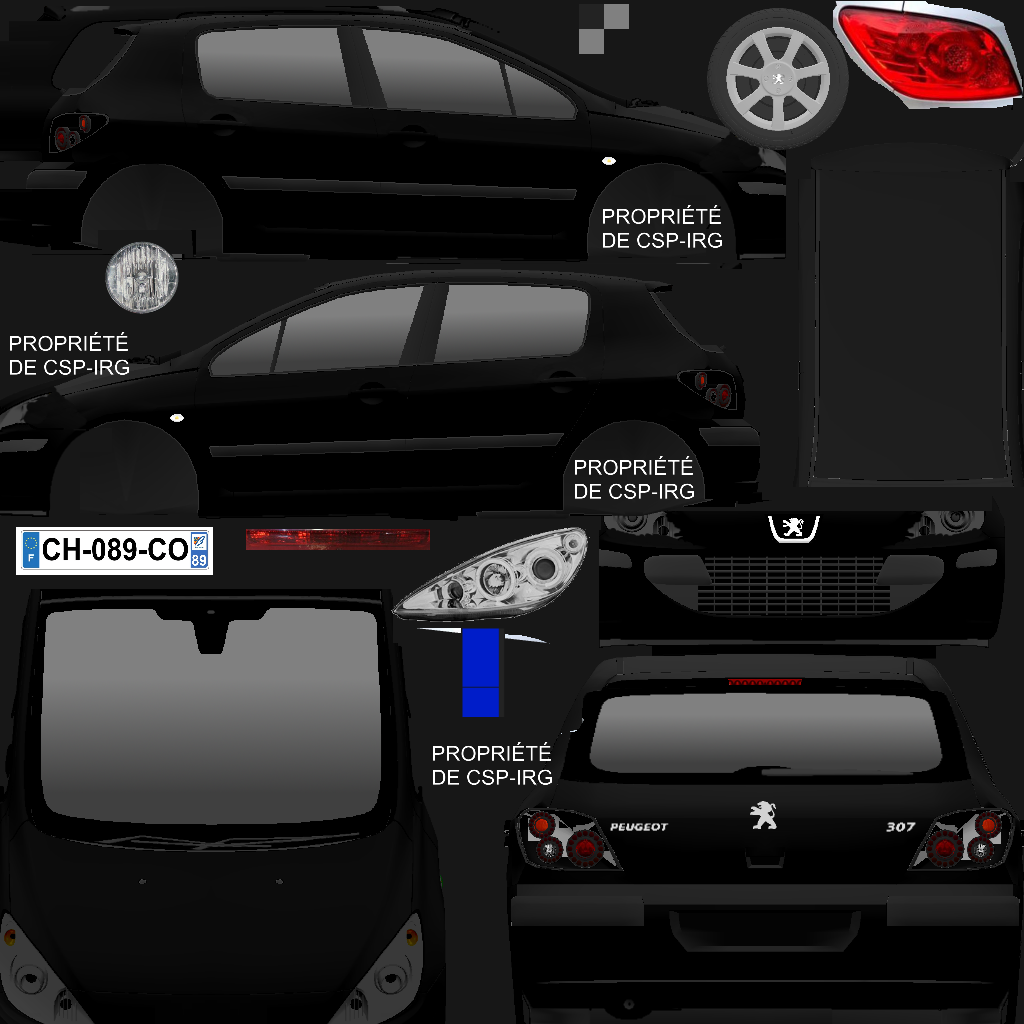 PROPRIÉTÉ
DE CSP-IRG
PROPRIÉTÉ
DE CSP-IRG
PROPRIÉTÉ
DE CSP-IRG
F CH-089-CO 89
PROPRIÉTÉ
DE CSP-IRG
PEUGEOT 307